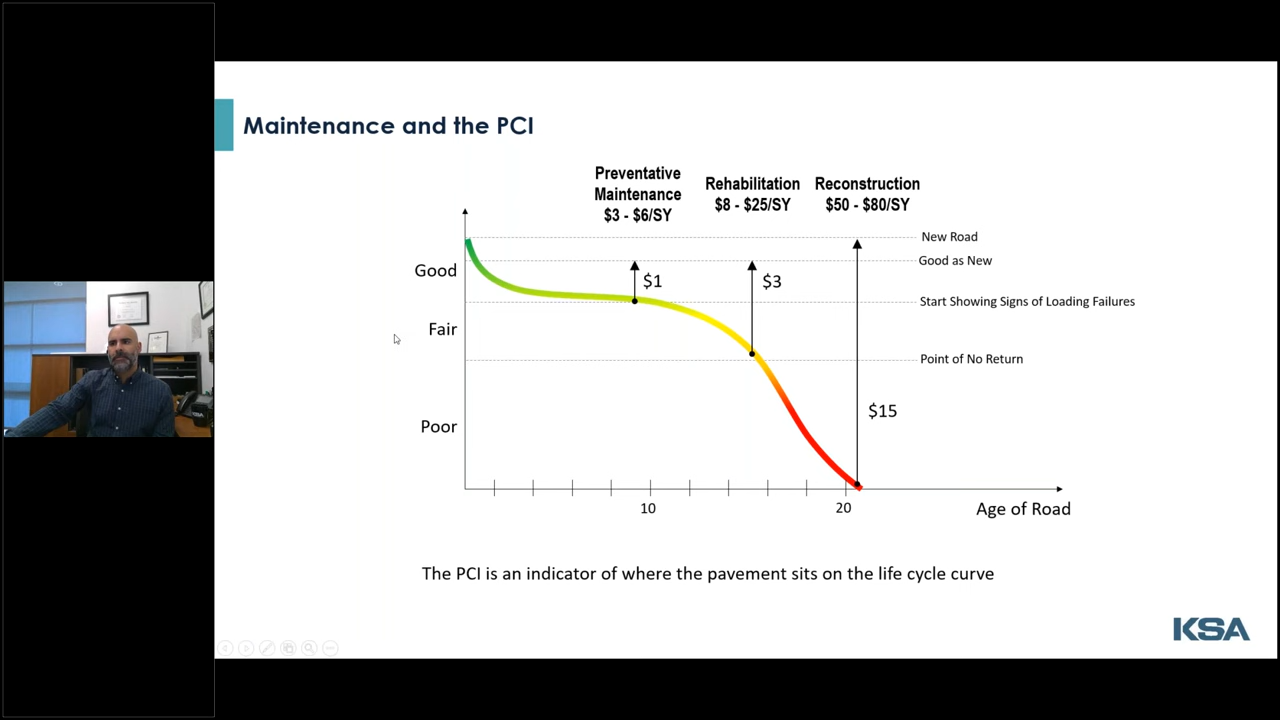 Maintenance and the PCI
Preventative
Maintenance
$3 - $6/SY
Rehabilitation
$8 - $25/SY
Reconstruction
$50 - $80/SY
New Road
Good as New
Good
$1
$3
Start Showing Signs of Loading Failures
Fair
Point of No Return
$15
Poor
10
20
Age of Road
The PCI is an indicator of where the pavement sits on the life cycle curve
KSA